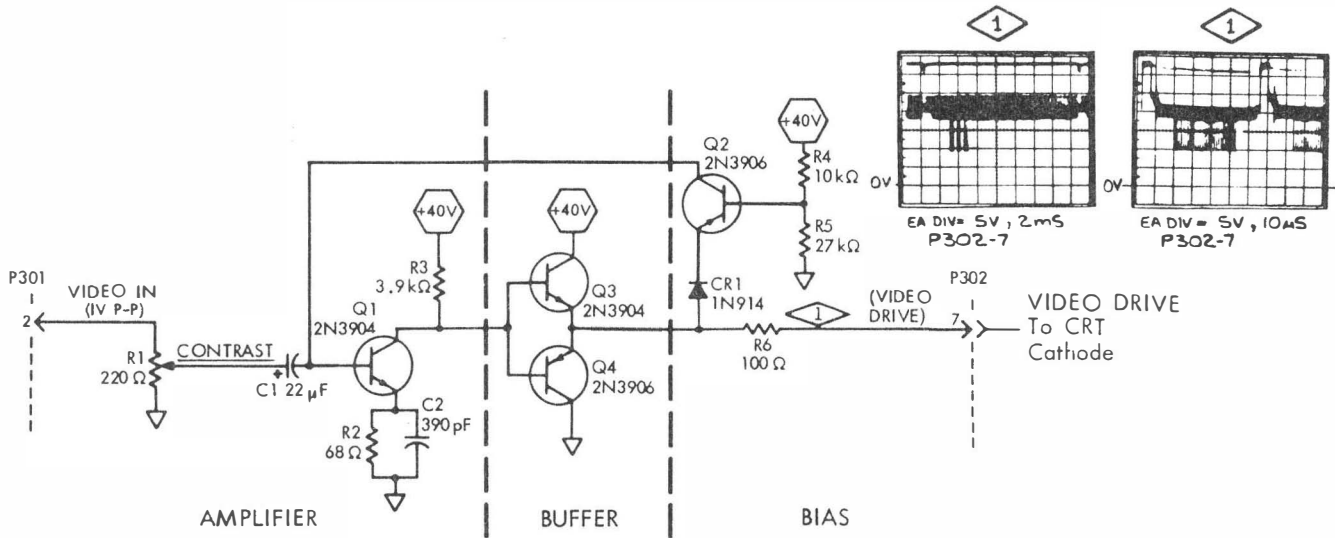 1
1
0V
EA DIV = 5V, 2mS
P302-7
0V
EA DIV = 5V, 10μS
P302-7
+40V
Q2
2N3906
R4
10kΩ
R5
27kΩ
+40V
+40V
R3
3.9kΩ
P301
2
VIDEO IN
(1V P-P)
R1
220Ω
CONTRAST
+
C1 22μF
Q1
2N3904
R2
68Ω
C2
390pF
Q3
2N3904
Q4
2N3906
CR1
1N914
R6
100Ω
1
(VIDEO
DRIVE)
7
P302
VIDEO DRIVE
To CRT
Cathode
AMPLIFIER
BUFFER
BIAS